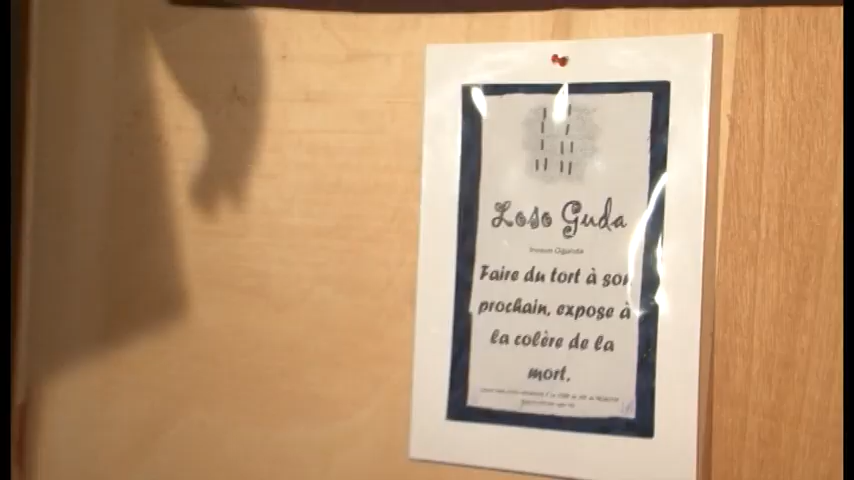 Loso Guda
Faire du tort à son
prochain, expose à
la colère de la
mort.